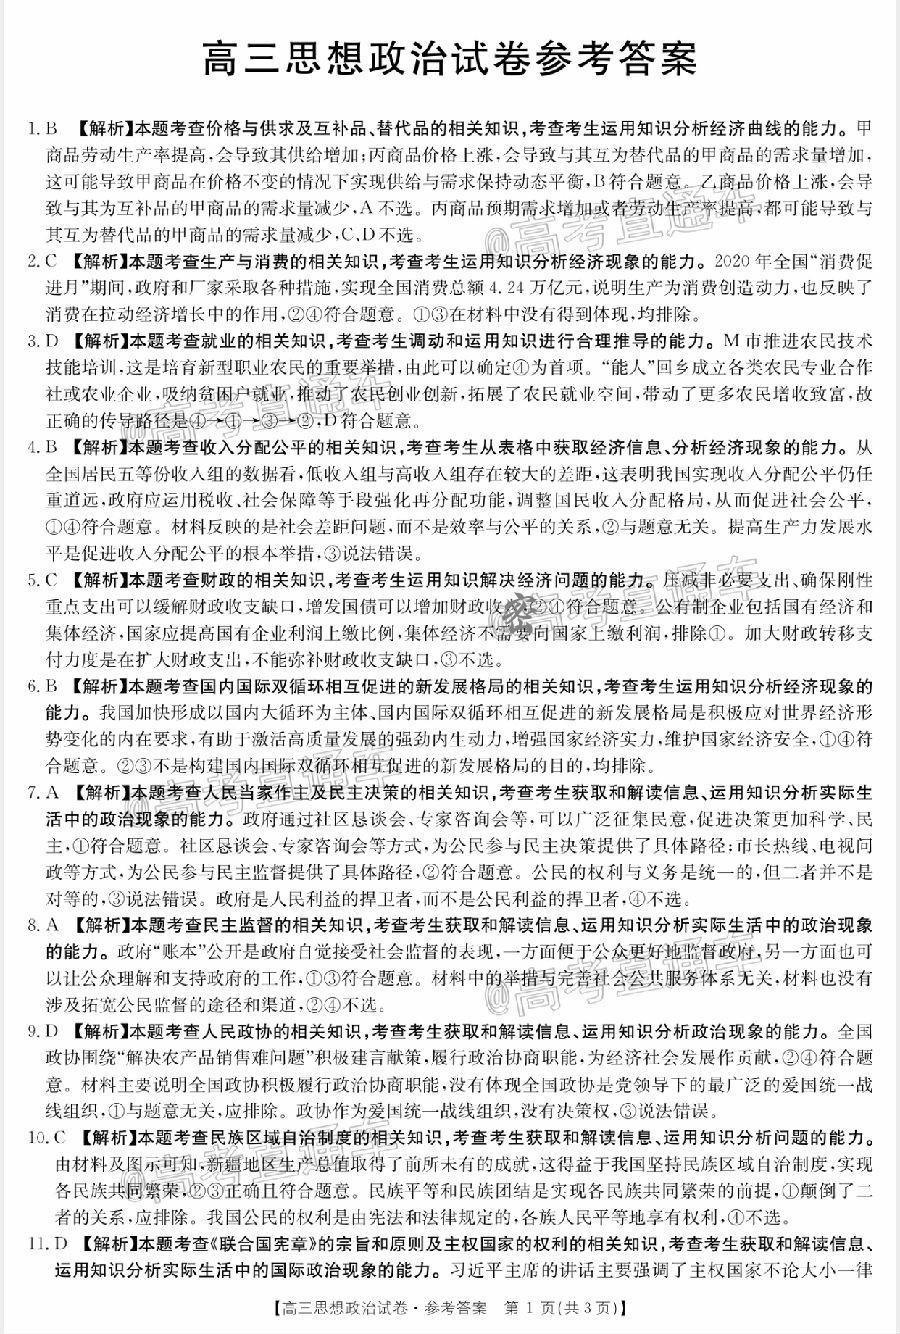 高三思想政治试卷参考答案
1. B 【解析】本题考查价格与供求及互补品、替代品的相关知识,考查考生运用知识分析经济曲线的能力。甲
商品劳动生产率提高,会导致其供给增加;丙商品价格上涨,会导致与其互为替代品的甲商品的需求量增加,
这可能导致甲商品在价格不变的情况下实现供给与需求保持动态平衡,B符合题意。乙商品价格上涨,会导
致与其为互补品的甲商品的需求量减少,A不选。丙商品预期需求增加或者劳动生产率提高,都可能导致与
其互为替代品的甲商品的需求量减少,C、D不选。
2. C 【解析】本题考查生产与消费的相关知识,考查考生运用知识分析经济现象的能力。2020年全国“消费促
进月”期间,政府和厂家采取各种措施,实现全国消费总额4.24万亿元,说明生产为消费创造动力,也反映了
消费在拉动经济增长中的作用,②④符合题意。①③在材料中没有得到体现,均排除。
3. D 【解析】本题考查就业的相关知识,考查考生调动和运用知识进行合理推导的能力。M市推进农民技术
技能培训,这是培育新型职业农民的重要举措,由此可以确定④为首项。“能人”回乡成立各类农民专业合作
社或农业企业,吸纳贫困户就业,推动了农民创业创新,拓展了农民就业空间,带动了更多农民增收致富,故
正确的传导路径是④→①→③→②,D符合题意。
4. B 【解析】本题考查收入分配公平的相关知识,考查考生从表格中获取经济信息、分析经济现象的能力。从
全国居民五等份收入组的数据看,低收入组与高收入组存在较大的差距,这表明我国实现收入分配公平仍任
重道远,政府应运用税收、社会保障等手段强化再分配功能,调整国民收入分配格局,从而促进社会公平,
①④符合题意。材料反映的是社会差距问题,而不是效率与公平的关系,②与题意无关。提高生产力发展水
平是促进收入分配公平的根本举措,③说法错误。
5. C 【解析】本题考查财政的相关知识,考查考生运用知识解决经济问题的能力。压减非必要支出、确保刚性
重点支出可以缓解财政收支缺口,增发国债可以增加财政收 密 ②④符合题意。公有制企业包括国有经济和
集体经济,国家应提高国有企业利润上缴比例,集体经济不需要向国家上缴利润,排除①。加大财政转移支
付力度是在扩大财政支出,不能弥补财政收支缺口,③不选。
6. B 【解析】本题考查国内国际双循环相互促进的新发展格局的相关知识,考查考生运用知识分析经济现象的
能力。我国加快形成以国内大循环为主体、国内国际双循环相互促进的新发展格局是积极应对世界经济形
势变化的内在要求,有助于激活高质量发展的强劲内生动力,增强国家经济实力,维护国家经济安全,①④符
合题意。②③不是构建国内国际双循环相互促进的新发展格局的目的,均排除。
7. A 【解析】本题考查人民当家作主及民主决策的相关知识,考查考生获取和解读信息、运用知识分析实际生
活中的政治现象的能力。政府通过社区恳谈会、专家咨询会等,可以广泛征集民意,促进决策更加科学、民
主,①符合题意。社区恳谈会、专家咨询会等方式,为公民参与民主决策提供了具体路径;市长热线、电视问
政等方式,为公民参与民主监督提供了具体路径,②符合题意。公民的权利与义务是统一的,但二者并不是
对等的,③说法错误。政府是人民利益的捍卫者,而不是公民利益的捍卫者,④不选。
8. A 【解析】本题考查民主监督的相关知识,考查考生获取和解读信息、运用知识分析实际生活中的政治现象
的能力。政府“账本”公开是政府自觉接受社会监督的表现,一方面便于公众更好地监督政府,另一方面也可
以让公众理解和支持政府的工作,①③符合题意。材料中的举措与完善社会公共服务体系无关,材料也没有
涉及拓宽公民监督的途径和渠道,②④不选。
9. D 【解析】本题考查人民政协的相关知识,考查考生获取和解读信息、运用知识分析政治现象的能力。全国
政协围绕“解决农产品销售难问题”积极建言献策,履行政治协商职能,为经济社会发展作贡献,②④符合题
意。材料主要说明全国政协积极履行政治协商职能,没有体现全国政协是党领导下的最广泛的爱国统一战
线组织,①与题意无关,应排除。政协作为爱国统一战线组织,没有决策权,③说法错误。
10. C 【解析】本题考查民族区域自治制度的相关知识,考查考生获取和解读信息、运用知识分析问题的能力。
由材料及图示可知,新疆地区生产总值取得了前所未有的成就,这得益于我国坚持民族区域自治制度,实现
各民族共同繁荣,②③正确且符合题意。民族平等和民族团结是实现各民族共同繁荣的前提,①颠倒了二
者的关系,应排除。我国公民的权利是由宪法和法律规定的,各族人民平等地享有权利,④不选。
11. D 【解析】本题考查《联合国宪章》的宗旨和原则及主权国家的权利的相关知识,考查考生获取和解读信息、
运用知识分析实际生活中的国际政治现象的能力。习近平主席的讲话主要强调了主权国家不论大小一律
【高三思想政治试卷·参考答案 第1页(共3页)】
@高考直通车
@高考直通车
@高考直通车
@高考直通车
@高考直通车
@高考直通车